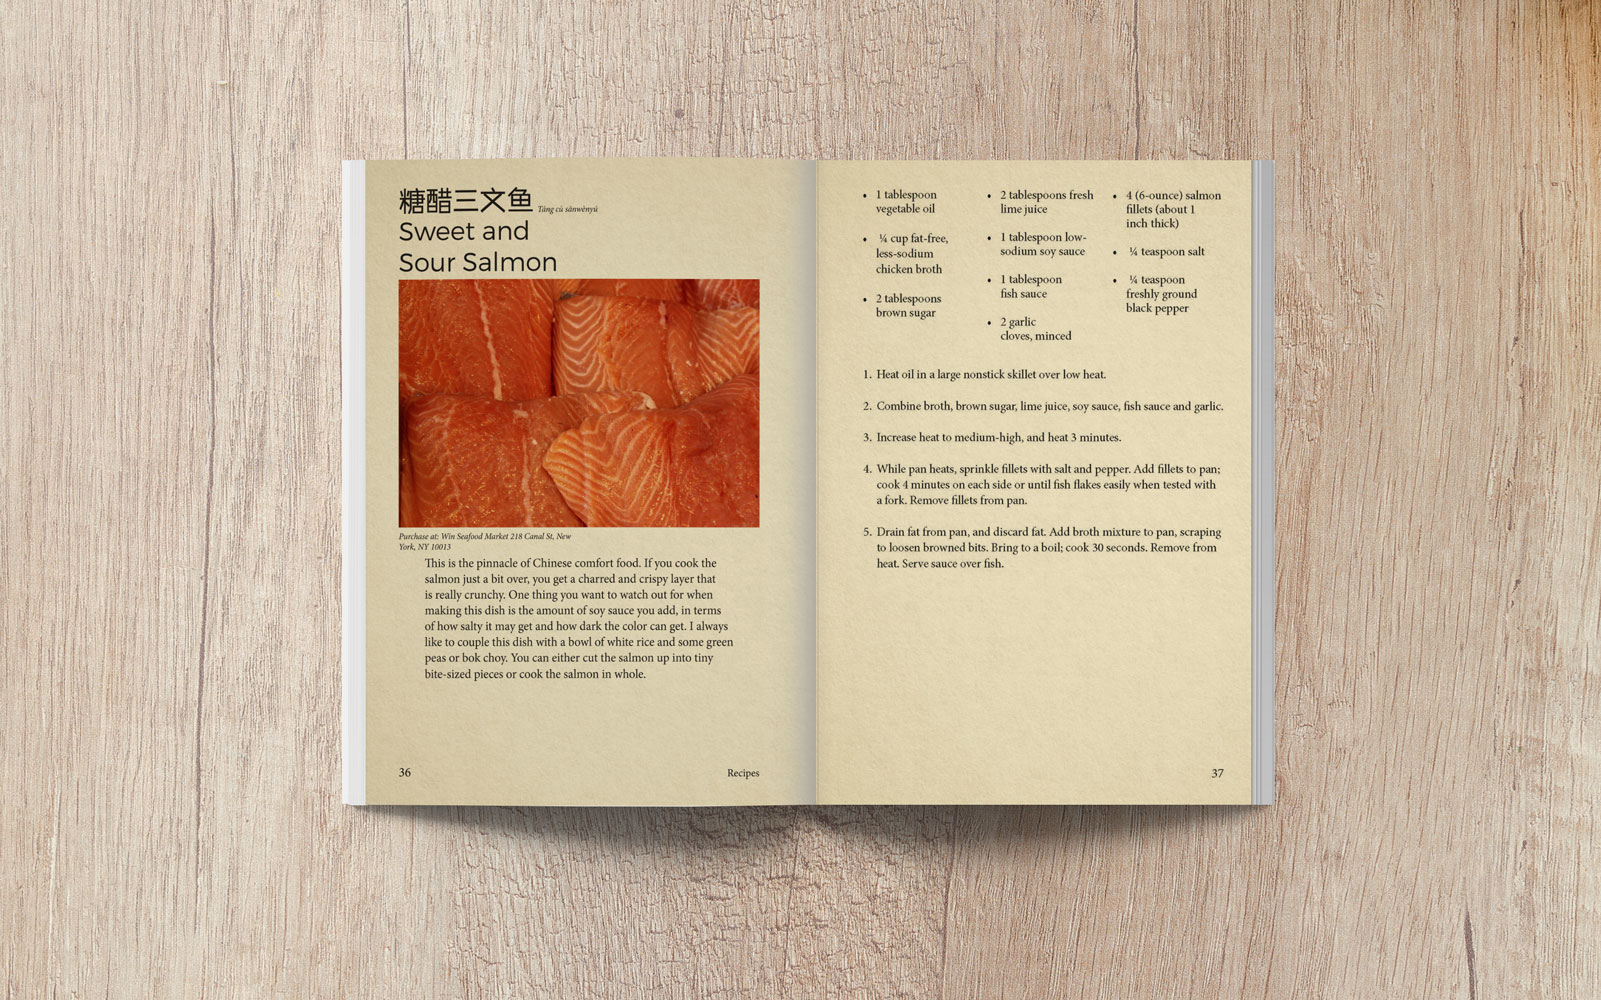 糖醋三文鱼 Táng cù sānwényú
Sweet and
Sour Salmon
Purchase at: Win Seafood Market 218 Canal St, New
York, NY 10013
This is the pinnacle of Chinese comfort food. If you cook the
salmon just a bit over, you get a charred and crispy layer that
is really crunchy. One thing you want to watch out for when
making this dish is the amount of soy sauce you add, in terms
of how salty it may get and how dark the color can get. I always
like to couple this dish with a bowl of white rice and some green
peas or bok choy. You can either cut the salmon up into tiny
bite-sized pieces or cook the salmon in whole.
36
Recipes
• 1 tablespoon
vegetable oil
• ¼ cup fat-free,
less-sodium
chicken broth
• 2 tablespoons
brown sugar
• 2 tablespoons fresh
lime juice
• 1 tablespoon low-
sodium soy sauce
• 1 tablespoon
fish sauce
• 2 garlic
cloves, minced
• 4 (6-ounce) salmon
fillets (about 1
inch thick)
• ¼ teaspoon salt
• ¼ teaspoon
freshly ground
black pepper
1. Heat oil in a large nonstick skillet over low heat.
2. Combine broth, brown sugar, lime juice, soy sauce, fish sauce and garlic.
3. Increase heat to medium-high, and heat 3 minutes.
4. While pan heats, sprinkle fillets with salt and pepper. Add fillets to pan;
cook 4 minutes on each side or until fish flakes easily when tested with
a fork. Remove fillets from pan.
5. Drain fat from pan, and discard fat. Add broth mixture to pan, scraping
to loosen browned bits. Bring to a boil; cook 30 seconds. Remove from
heat. Serve sauce over fish.
37